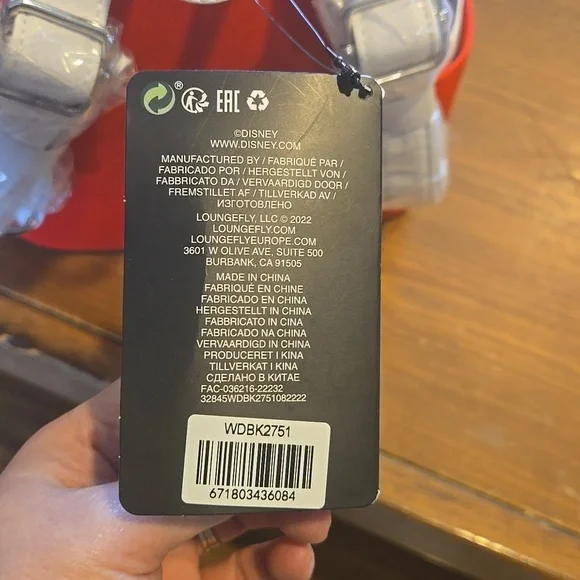 ® EAC
©DISNEY
WWW.DISNEY.COM
MANUFACTURED BY / FABRIQUÉ PAR /
FABRICADO POR / HERGESTELLT VON /
FABBRICATO DA / VERVAARDIGD DOOR /
FREMSTILLET AF / TILLVERKAD AV /
ИЗГОТОВЛЕНО
LOUNGEFLY, LLC © 2022
LOUNGEFLY.COM
LOUNGEFLYEUROPE.COM
3601 W OLIVE AVE, SUITE 500
BURBANK, CA 91505
MADE IN CHINA
FABRIQUÉ EN CHINE
FABRICADO EN CHINA
HERGESTELLT IN CHINA
FABBRICATO IN CINA
FABRICADO NA CHINA
VERVAARDIGD IN CHINA
PRODUCERET I KINA
TILLVERKAT I KINA
СДЕЛАНО В КИТАЕ
FAC-036216-22232
32845WDBK2751082222
WDBK2751
671803436084